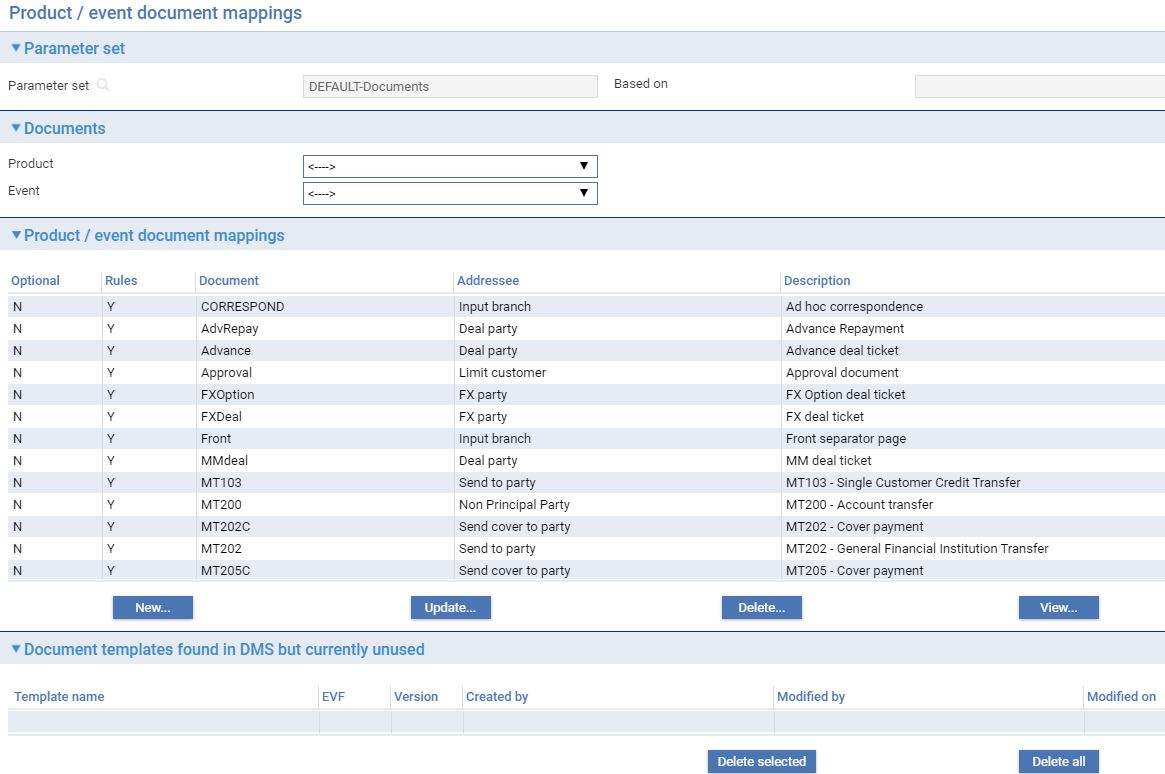 Product / event document mappings
Parameter set
Parameter set DEFAULT-Documents Based on
Documents
Product <---->
Event <---->
Product / event document mappings
Optional Rules Document Addressee Description
N Y CORRESPOND Input branch Ad hoc correspondence
N Y AdvRepay Deal party Advance Repayment
N Y Advance Deal party Advance deal ticket
N Y Approval Limit customer Approval document
N Y FXOption FX party FX Option deal ticket
N Y FXDeal FX party FX deal ticket
N Y Front Input branch Front separator page
N Y MMdeal Deal party MM deal ticket
N Y MT103 Send to party MT103 - Single Customer Credit Transfer
N Y MT200 Non Principal Party MT200 - Account transfer
N Y MT202C Send cover to party MT202 - Cover payment
N Y MT202 Send to party MT202 - General Financial Institution Transfer
N Y MT205C Send cover to party MT205 - Cover payment
New... Update... Delete... View...
Document templates found in DMS but currently unused
Template name EVF Version Created by Modified by Modified on
Delete selected Delete all